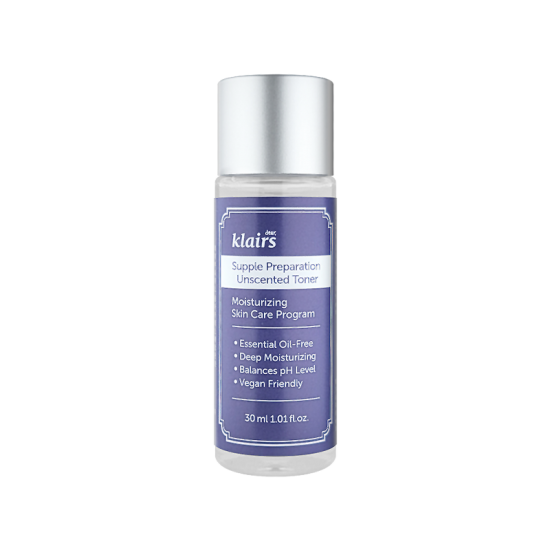 dear,
klairs
Supple Preparation
Unscented Toner
Moisturizing
Skin Care Program
• Essential Oil-Free
• Deep Moisturizing
• Balances pH Level
• Vegan Friendly
30 ml 1.01 fl.oz.